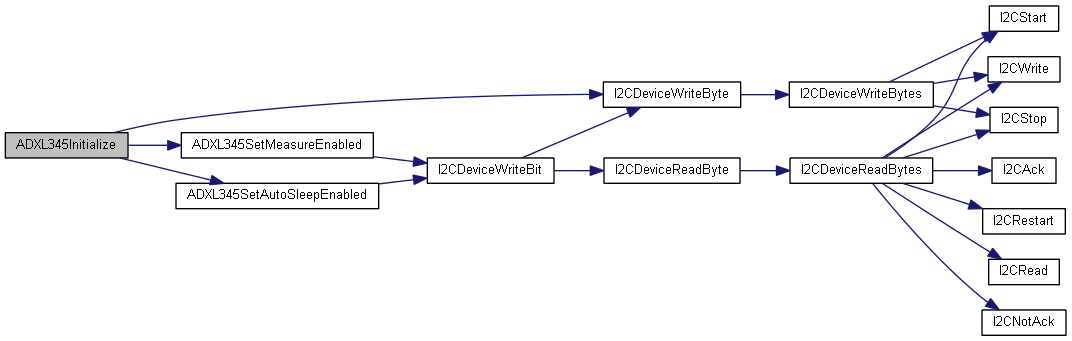 I2CStart
I2CWrite
I2CDeviceWriteByte
I2CDeviceWriteBytes
I2CStop
ADXL345Initialize
ADXL345SetMeasureEnabled
I2CDeviceWriteBit
I2CDeviceReadByte
I2CDeviceReadBytes
I2CAck
ADXL345SetAutoSleepEnabled
I2CRestart
I2CRead
I2CNotAck